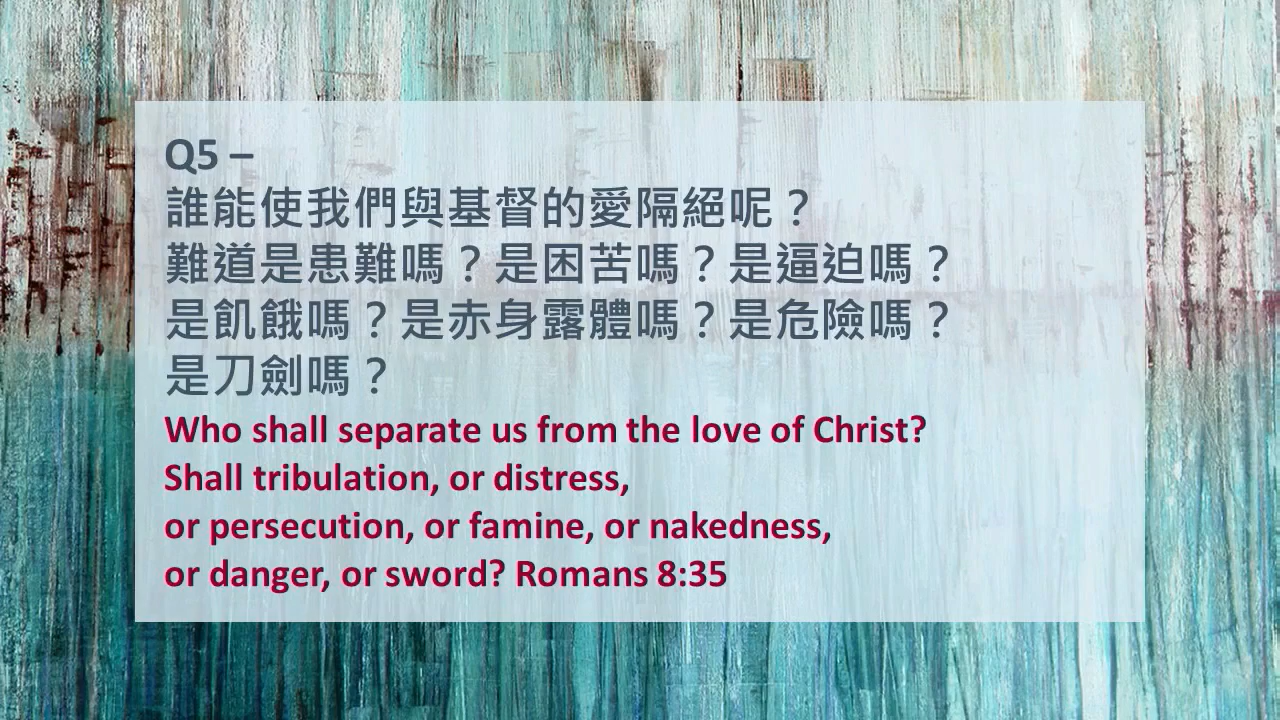 Q5 –
誰能使我們與基督的愛隔絕呢？
難道是患難嗎？是困苦嗎？是逼迫嗎？
是飢餓嗎？是赤身露體嗎？是危險嗎？
是刀劍嗎？
Who shall separate us from the love of Christ?
Shall tribulation, or distress,
or persecution, or famine, or nakedness,
or danger, or sword? Romans 8:35